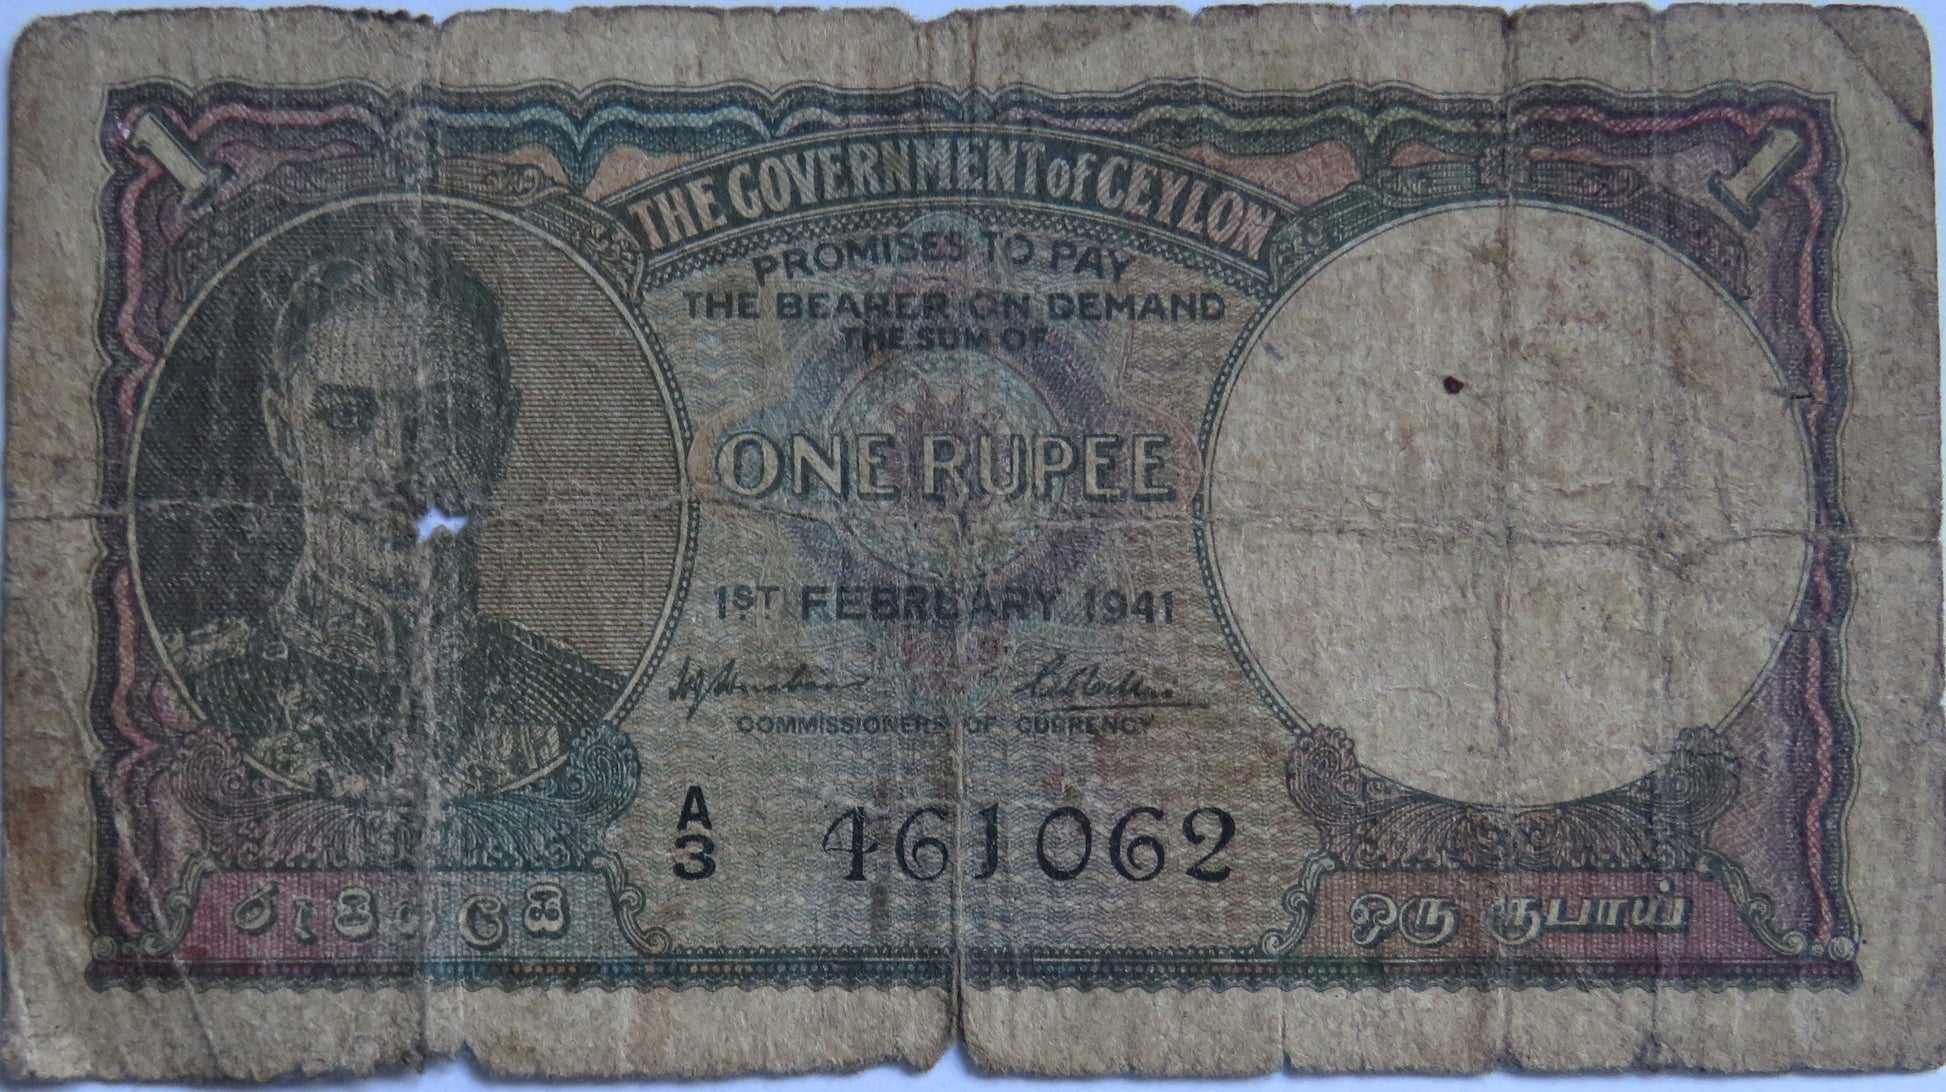 1 1
THE GOVERNMENT of CEYLON
PROMISES TO PAY
THE BEARER ON DEMAND
THE SUM OF
ONE RUPEE
1ST FEBRUARY 1941
COMMISSIONERS OF CURRENCY
A
3 461062
රුපියලයි ஒரு ரூபாய்